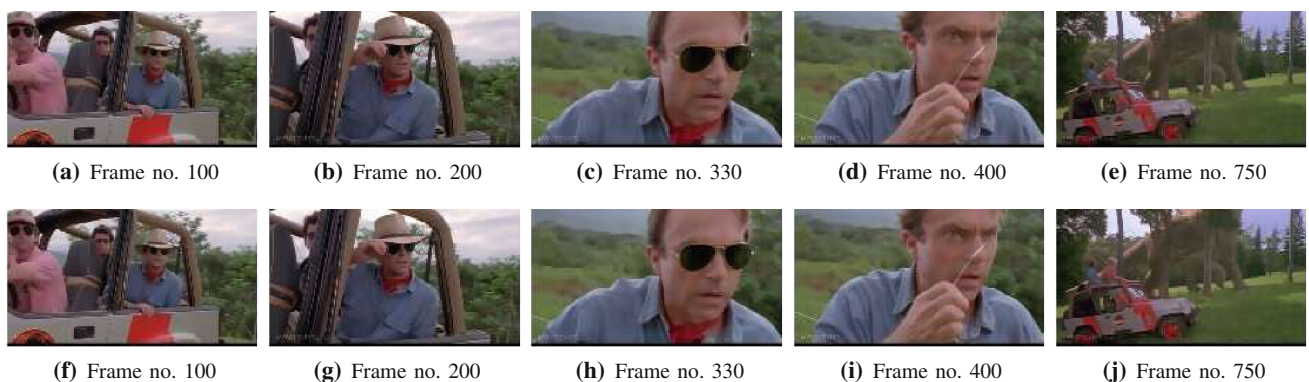 (a) Frame no. 100
(b) Frame no. 200
(c) Frame no. 330
(d) Frame no. 400
(e) Frame no. 750
(f) Frame no. 100
(g) Frame no. 200
(h) Frame no. 330
(i) Frame no. 400
(j) Frame no. 750